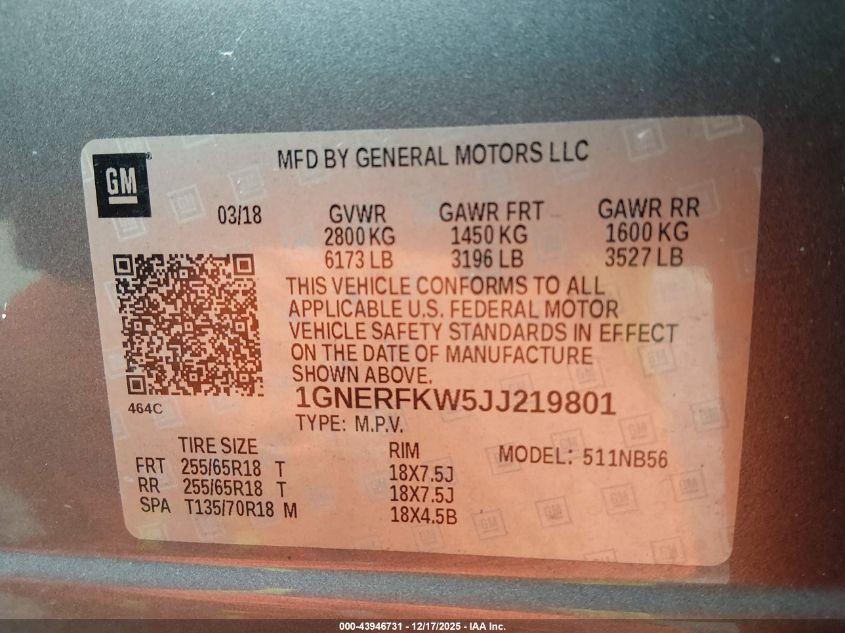 MFD BY GENERAL MOTORS LLC
GM
03/18 GVWR GAWR FRT GAWR RR
2800 KG 1450 KG 1600 KG
6173 LB 3196 LB 3527 LB
THIS VEHICLE CONFORMS TO ALL
APPLICABLE U.S. FEDERAL MOTOR
VEHICLE SAFETY STANDARDS IN EFFECT
ON THE DATE OF MANUFACTURE
SHOWN ABOVE.
464C
1GNERFKW5JJ219801
TYPE: M.P.V.
TIRE SIZE RIM MODEL: 511NB56
FRT 255/65R18 T 18X7.5J
RR 255/65R18 T 18X7.5J
SPA T135/70R18 M 18X4.5B
000-43946731 - 12/17/2025 - IAA Inc.